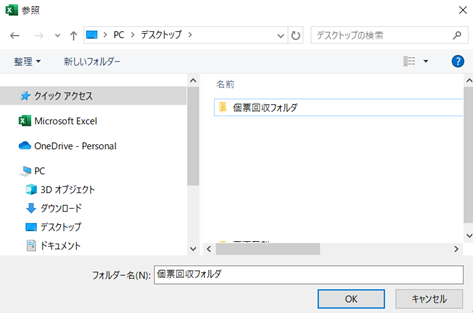 参照
PC > デスクトップ >
デスクトップの検索
整理 新しいフォルダー
クイック アクセス
Microsoft Excel
OneDrive - Personal
PC
3D オブジェクト
ダウンロード
デスクトップ
ドキュメント
名前
個票回収フォルダ
フォルダー名(N): 個票回収フォルダ
OK キャンセル